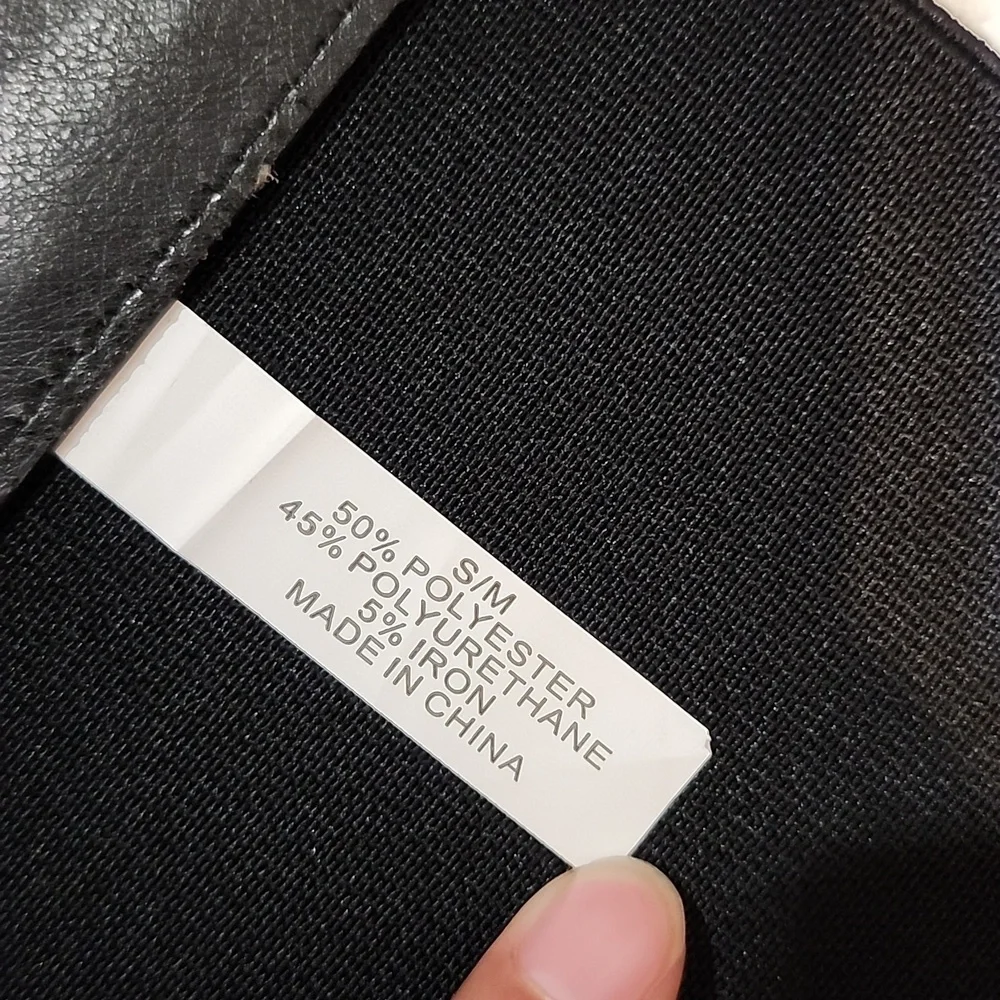 S/M
50% POLYESTER
45% POLYURETHANE
5% IRON
MADE IN CHINA